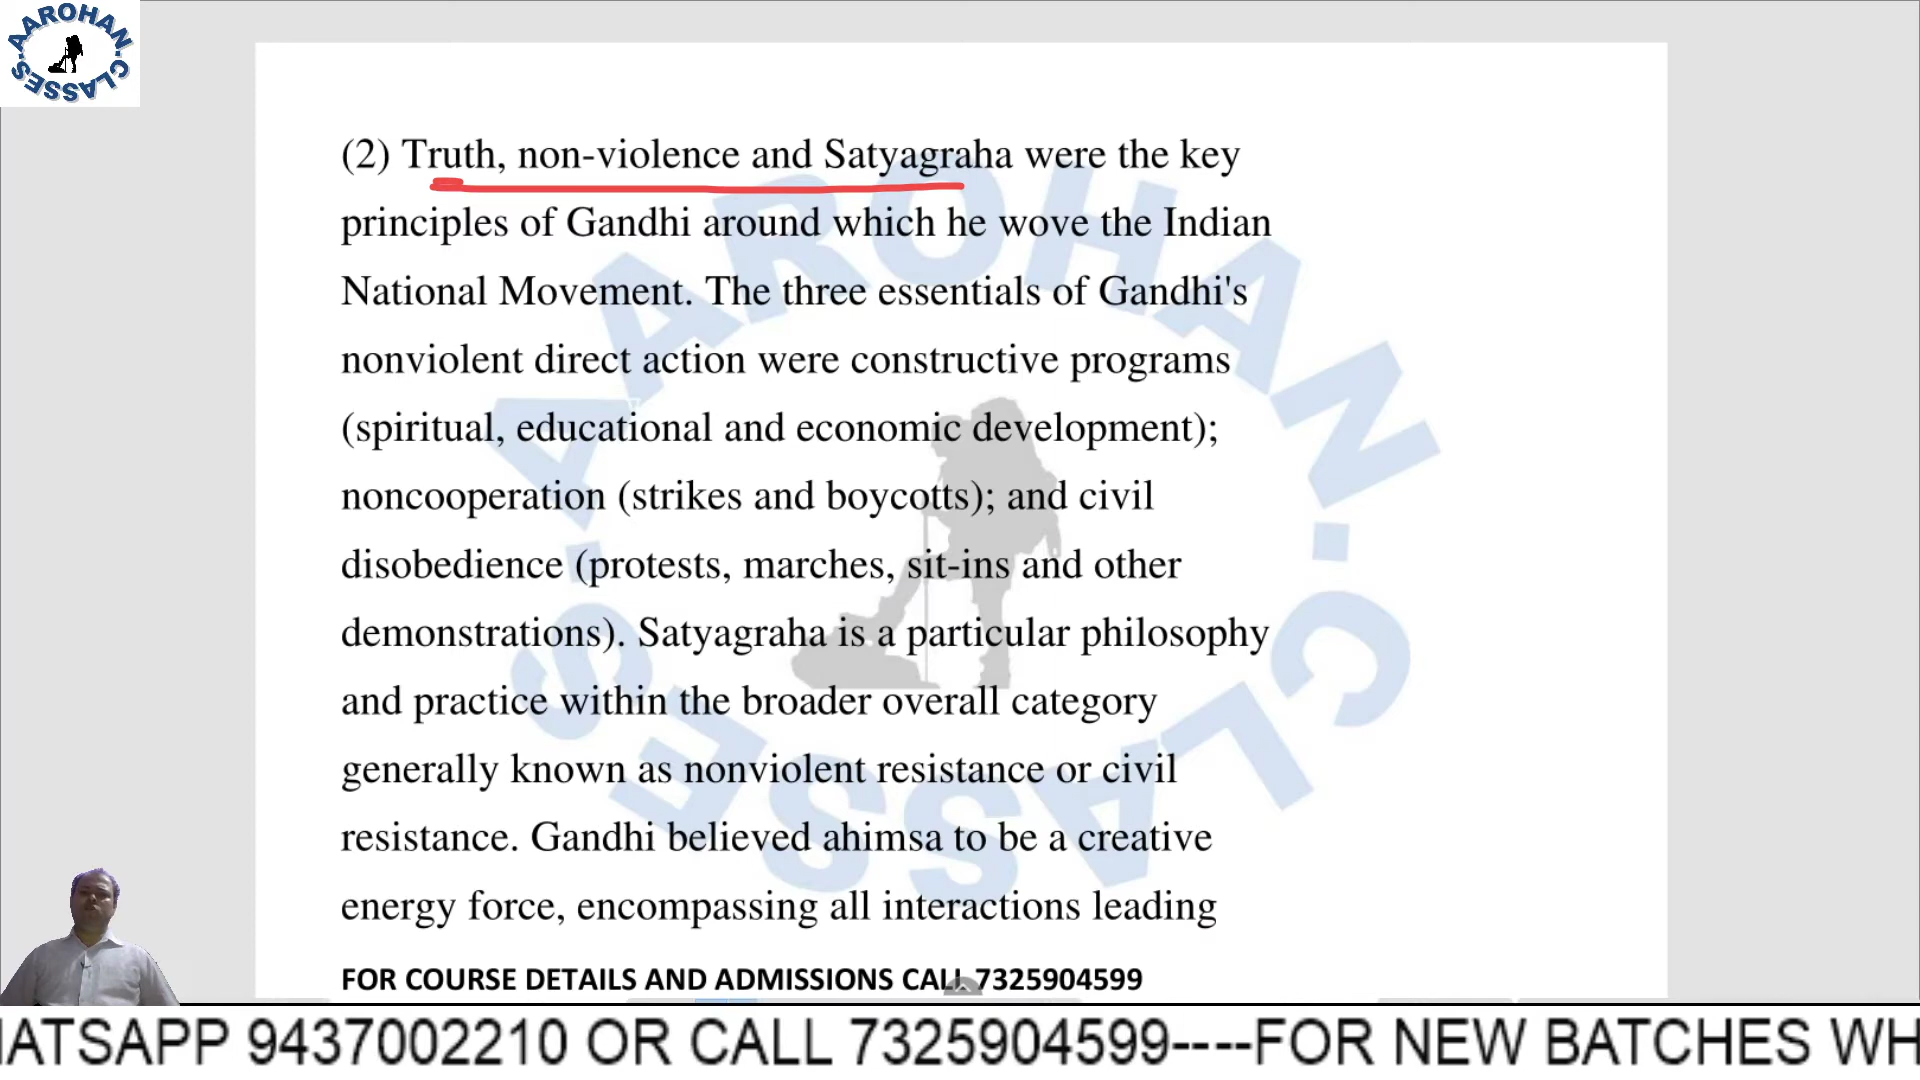 AAROHAN.CLASSES.
(2) Truth, non-violence and Satyagraha were the key
principles of Gandhi around which he wove the Indian
National Movement. The three essentials of Gandhi's
nonviolent direct action were constructive programs
(spiritual, educational and economic development);
noncooperation (strikes and boycotts); and civil
disobedience (protests, marches, sit-ins and other
demonstrations). Satyagraha is a particular philosophy
and practice within the broader overall category
generally known as nonviolent resistance or civil
resistance. Gandhi believed ahimsa to be a creative
energy force, encompassing all interactions leading
AAROHAN.CLASSES.
FOR COURSE DETAILS AND ADMISSIONS CALL 7325904599
HATSAPP 9437002210 OR CALL 7325904599----FOR NEW BATCHES WH